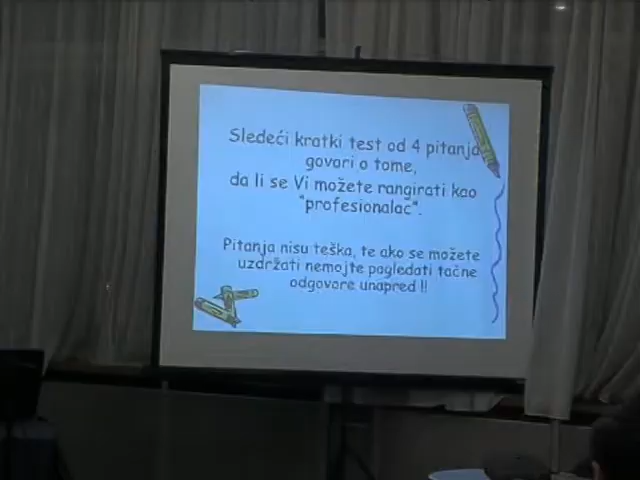 Sledeći kratki test od 4 pitanja
govori o tome,
da li se Vi možete rangirati kao
"profesionalac".
Pitanja nisu teška, te ako se možete
uzdržati nemojte pogledati tačne
odgovore unapred !!